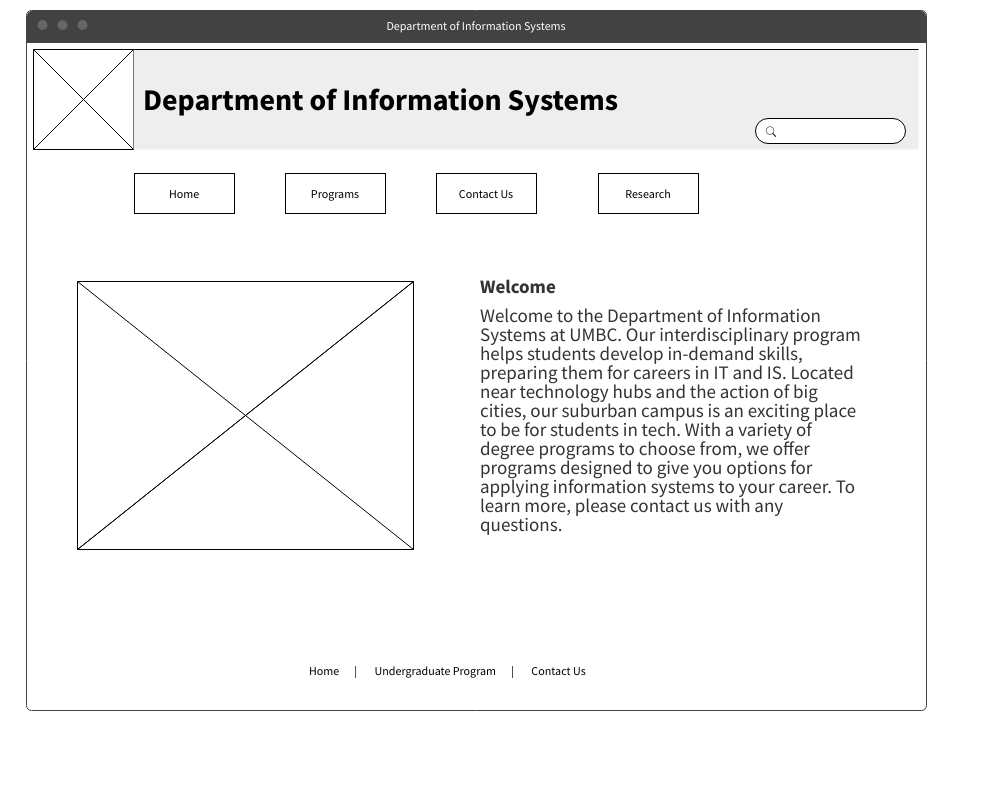 Department of Information Systems
Department of Information Systems
Home Programs Contact Us Research
Welcome
Welcome to the Department of Information
Systems at UMBC. Our interdisciplinary program
helps students develop in-demand skills,
preparing them for careers in IT and IS. Located
near technology hubs and the action of big
cities, our suburban campus is an exciting place
to be for students in tech. With a variety of
degree programs to choose from, we offer
programs designed to give you options for
applying information systems to your career. To
learn more, please contact us with any
questions.
Home | Undergraduate Program | Contact Us